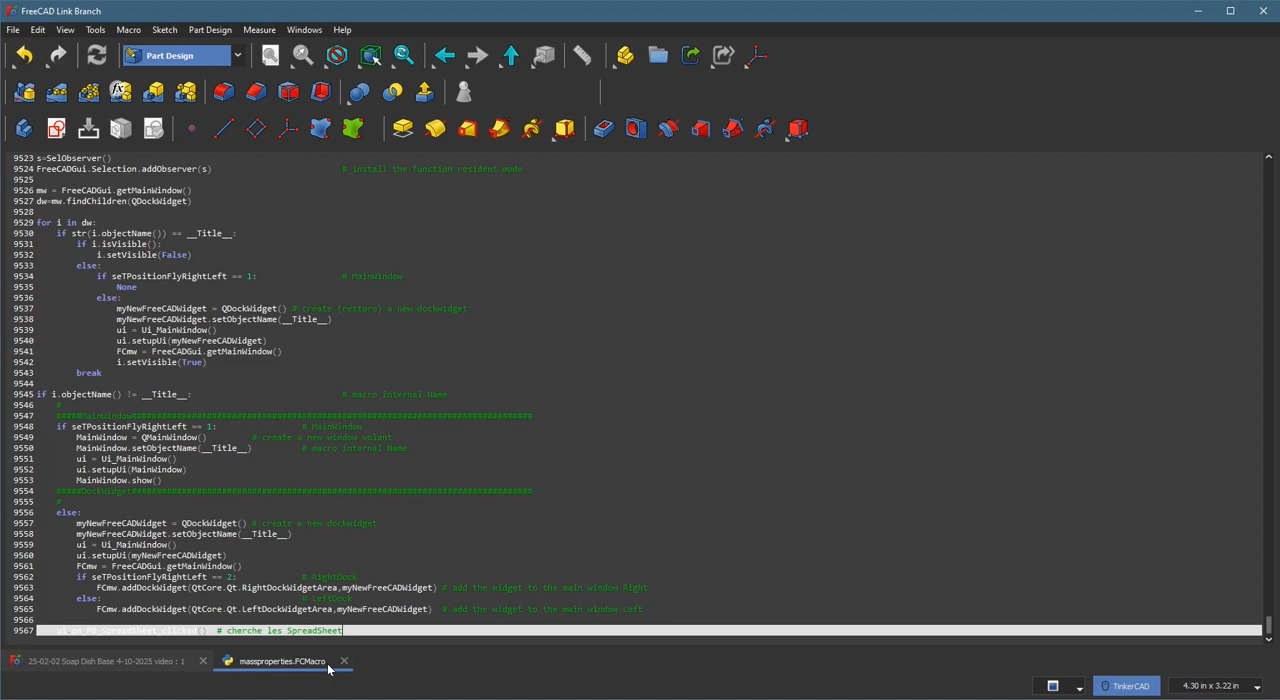 FreeCAD Link Branch
File Edit View Tools Macro Sketch Part Design Measure Windows Help
Part Design
9523 s=SelObserver()
9524 FreeCADGui.Selection.addObserver(s) # install the function resident mode
9525
9526 mw = FreeCADGui.getMainWindow()
9527 dw=mw.findChildren(QDockWidget)
9528
9529 for i in dw:
9530 if str(i.objectName()) == __Title__:
9531 if i.isVisible():
9532 i.setVisible(False)
9533 else:
9534 if seTPositionFlyRightLeft == 1: # MainWindow
9535 None
9536 else:
9537 myNewFreeCADWidget = QDockWidget() # create (restore) a new dockwidget
9538 myNewFreeCADWidget.setObjectName(__Title__)
9539 ui = Ui_MainWindow()
9540 ui.setupUi(myNewFreeCADWidget)
9541 FCmw = FreeCADGui.getMainWindow()
9542 i.setVisible(True)
9543 break
9544
9545 if i.objectName() != __Title__: # macro internal Name
9546 #
9547 #####MainWindow################################################################################
9548 if seTPositionFlyRightLeft == 1: # MainWindow
9549 MainWindow = QMainWindow() # create a new window volant
9550 MainWindow.setObjectName(__Title__) # macro internal Name
9551 ui = Ui_MainWindow()
9552 ui.setupUi(MainWindow)
9553 MainWindow.show()
9554 #####DockWidget################################################################################
9555 #
9556 else:
9557 myNewFreeCADWidget = QDockWidget() # create a new dockwidget
9558 myNewFreeCADWidget.setObjectName(__Title__)
9559 ui = Ui_MainWindow()
9560 ui.setupUi(myNewFreeCADWidget)
9561 FCmw = FreeCADGui.getMainWindow()
9562 if seTPositionFlyRightLeft == 2: # RightDock
9563 FCmw.addDockWidget(QtCore.Qt.RightDockWidgetArea,myNewFreeCADWidget) # add the widget to the main window Right
9564 else: # LeftDock
9565 FCmw.addDockWidget(QtCore.Qt.LeftDockWidgetArea,myNewFreeCADWidget) # add the widget to the main window Left
9566
9567 ui.on_PB_SpreadSheet_clicked() # cherche les SpreadSheet
25-02-02 Soap Dish Base 4-10-2025 video : 1 massproperties.FCMacro
TinkerCAD 4.30 in x 3.22 in